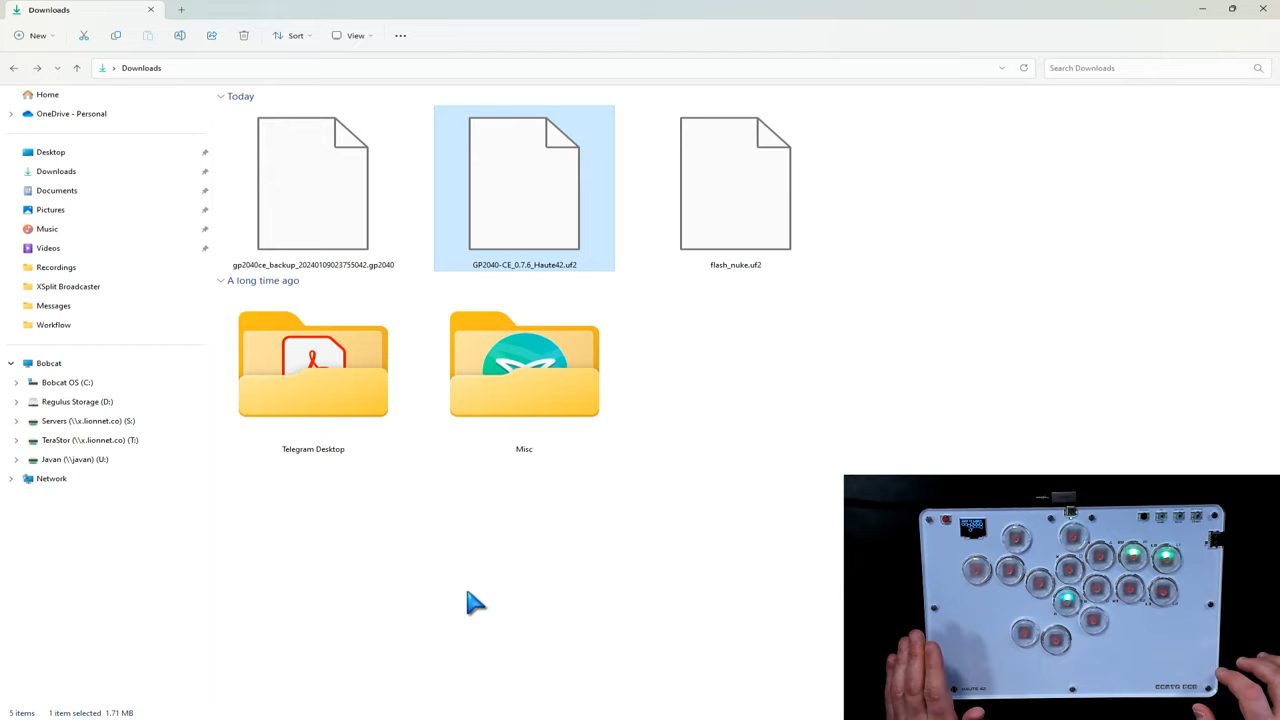 Downloads
New
Sort
View
Downloads
Search Downloads
Home
OneDrive - Personal
Desktop
Downloads
Documents
Pictures
Music
Videos
Recordings
XSplit Broadcaster
Messages
Workflow
Bobcat
Bobcat OS (C:)
Regulus Storage (D:)
Servers (\\x.lionnet.co) (S:)
TeraStor (\\x.lionnet.co) (T:)
Javan (\\javan) (U:)
Network
Today
gp2040ce_backup_20240109023755042.gp2040
GP2040-CE_0.7.6_Haute42.uf2
flash_nuke.uf2
A long time ago
Telegram Desktop
Misc
5 items
1 item selected 1.71 MB
HAUTE 42